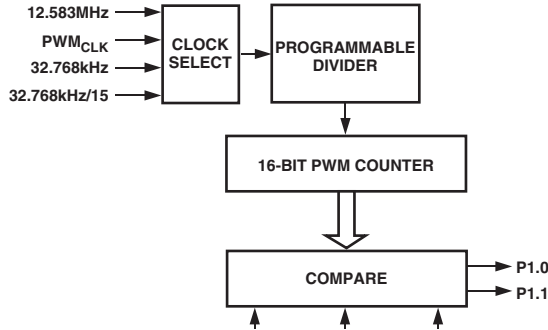 12.583MHz
PWMCLK
32.768kHz
32.768kHz/15
CLOCK
SELECT
PROGRAMMABLE
DIVIDER
16-BIT PWM COUNTER
COMPARE
P1.0
P1.1